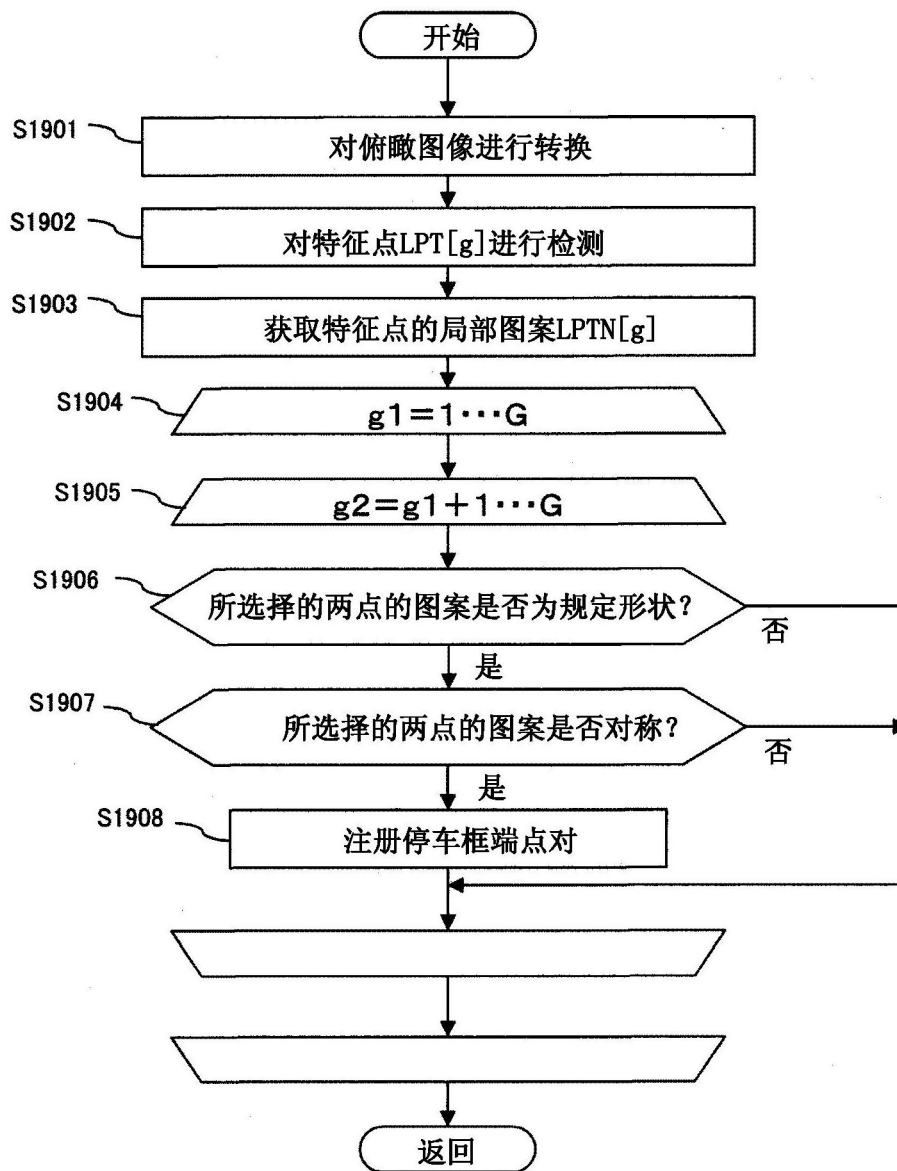 开始
S1901
对俯瞰图像进行转换
S1902
对特征点LPT[g]进行检测
S1903
获取特征点的局部图案LPTN[g]
S1904
g1=1···G
S1905
g2=g1+1···G
S1906
所选择的两点的图案是否为规定形状?
否
是
S1907
所选择的两点的图案是否对称?
否
是
S1908
注册停车框端点对
返回